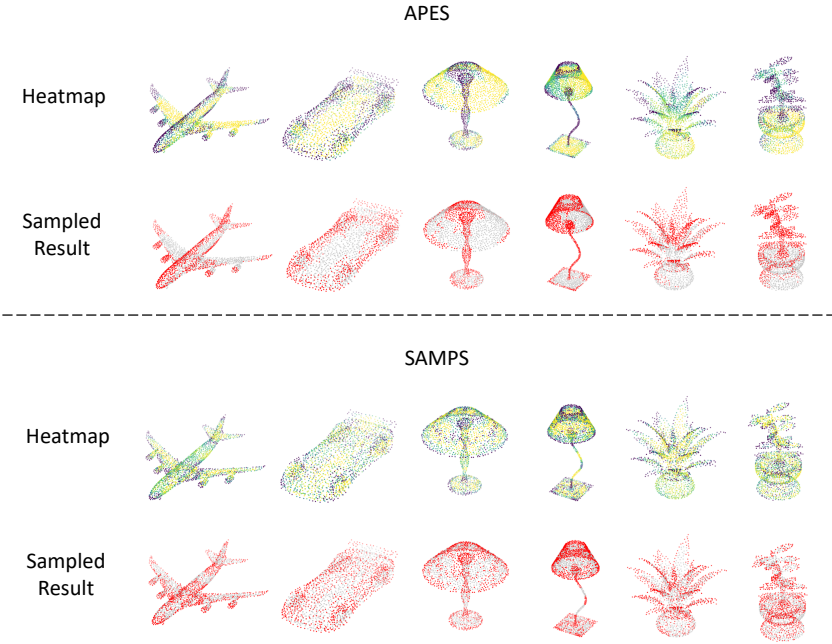 APES
Heatmap
Sampled
Result
SAMPS
Heatmap
Sampled
Result